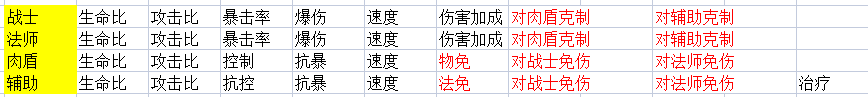 战士 生命比 攻击比 暴击率 爆伤 速度 伤害加成 对肉盾克制 对辅助克制
法师 生命比 攻击比 暴击率 爆伤 速度 伤害加成 对肉盾克制 对辅助克制
肉盾 生命比 攻击比 控制 抗暴 速度 物免 对战士免伤 对法师免伤
辅助 生命比 攻击比 抗控 抗暴 速度 法免 对战士免伤 对法师免伤 治疗